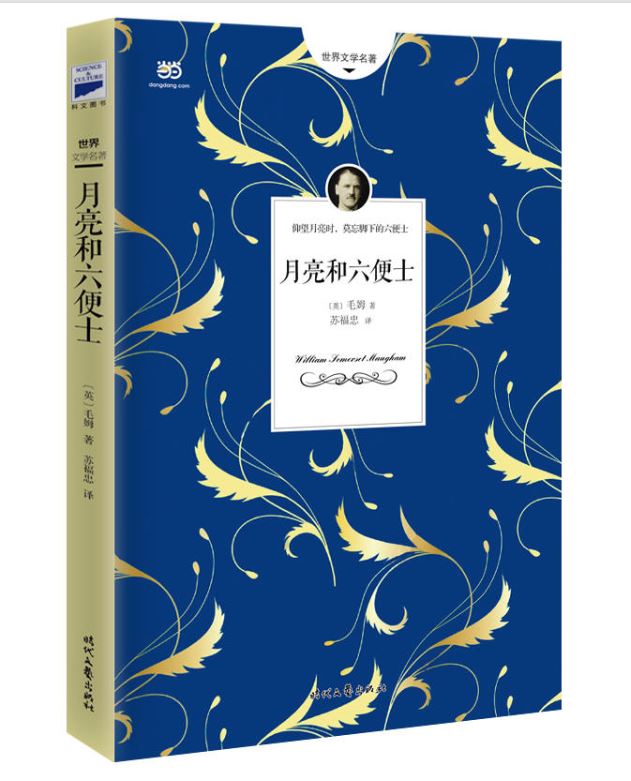 SCIENCE
&
CULTURE
科文图书
世界
文学名著
月亮和六便士
〔英〕毛姆 著
苏福忠 译
时代文艺出版社
当当
dangdang.com
世界文学名著
仰望月亮时，莫忘脚下的六便士
月亮和六便士
〔英〕毛姆 著
苏福忠 译
William Somerset Maugham
时代文艺出版社